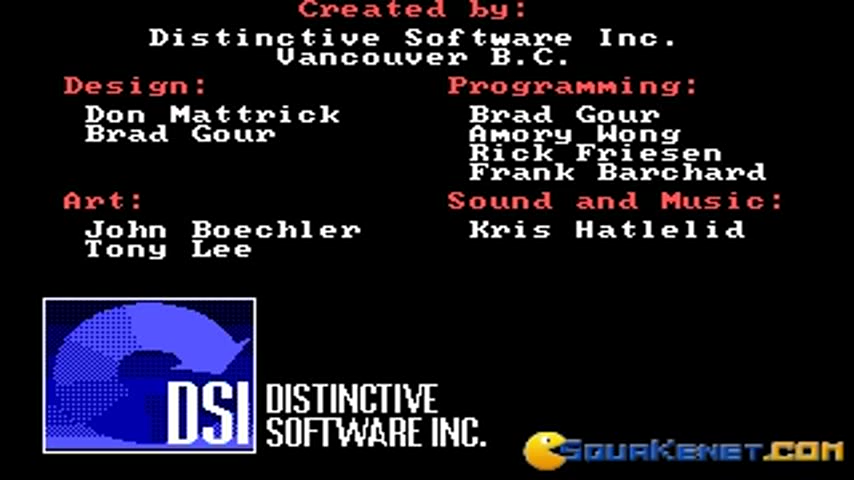 Created by:
Distinctive Software Inc.
Vancouver B.C.
Design:
Don Mattrick
Brad Gour
Programming:
Brad Gour
Amory Wong
Rick Friesen
Frank Barchard
Art:
John Boechler
Tony Lee
Sound and Music:
Kris Hatlelid
DSI
DISTINCTIVE
SOFTWARE INC.
SQUAKENET.COM